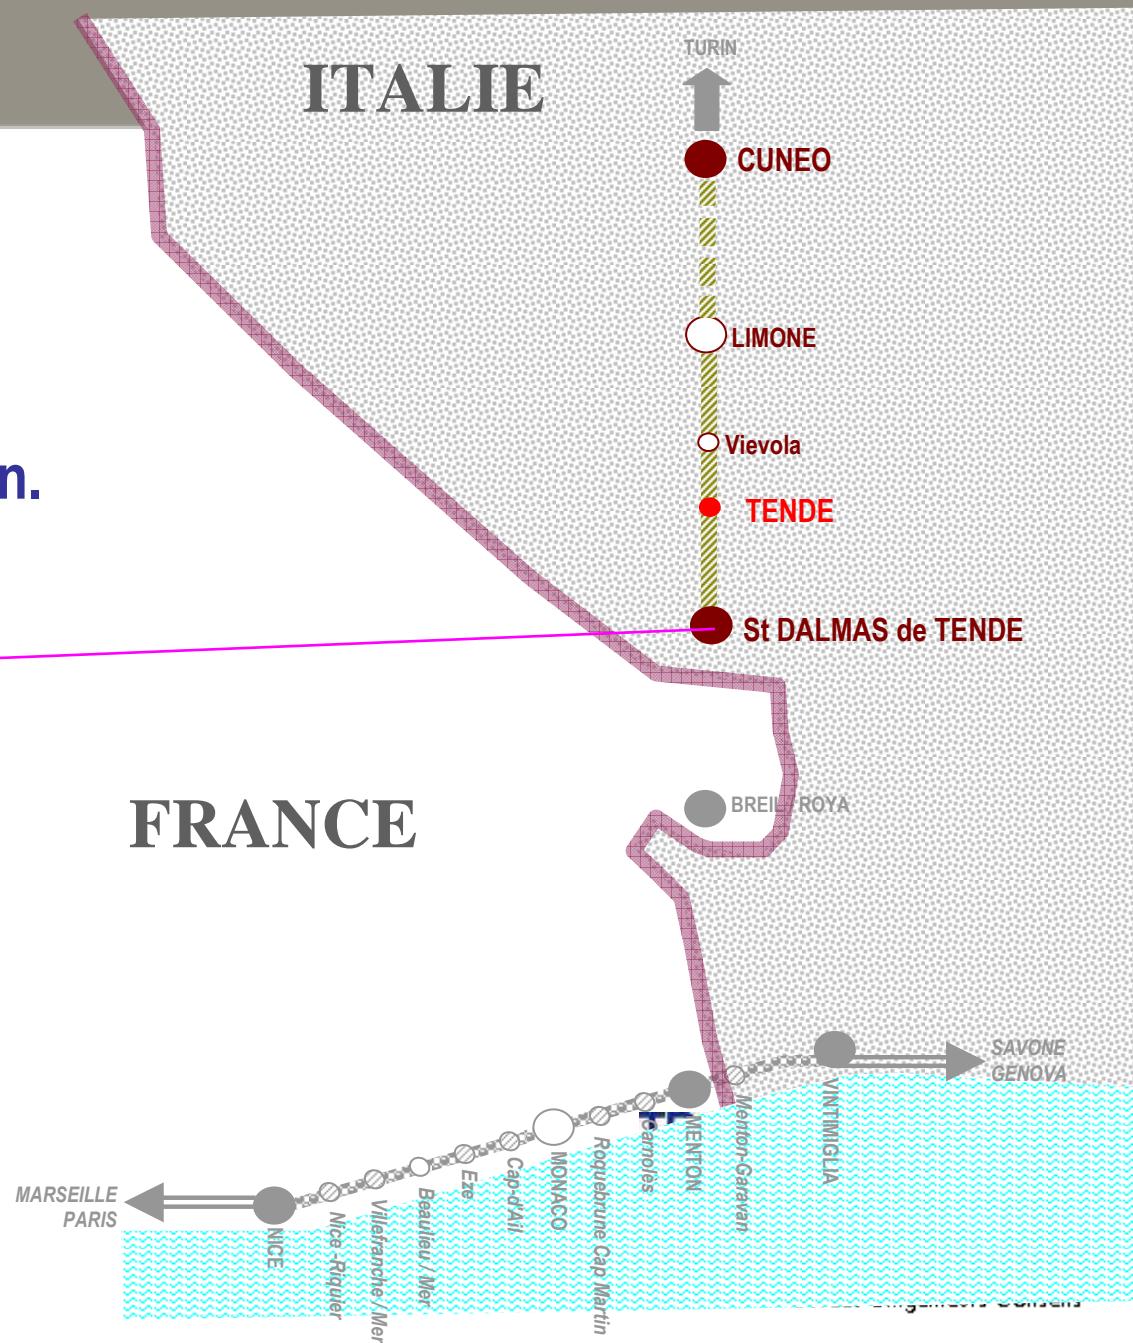 TURIN
ITALIE
CUNEO
LIMONE
Vievola
n.
TENDE
St DALMAS de TENDE
BREIL / ROYA
FRANCE
SAVONE
GENOVA
MARSEILLE
PARIS
NICE
Nice -Riquier
Villefranche / Mer
Beaulieu / Mer
Eze
Cap-d'Ail
MONACO
Roquebrune Cap Martin
Carnolès
MENTON
Menton-Garavan
VINTIMIGLIA